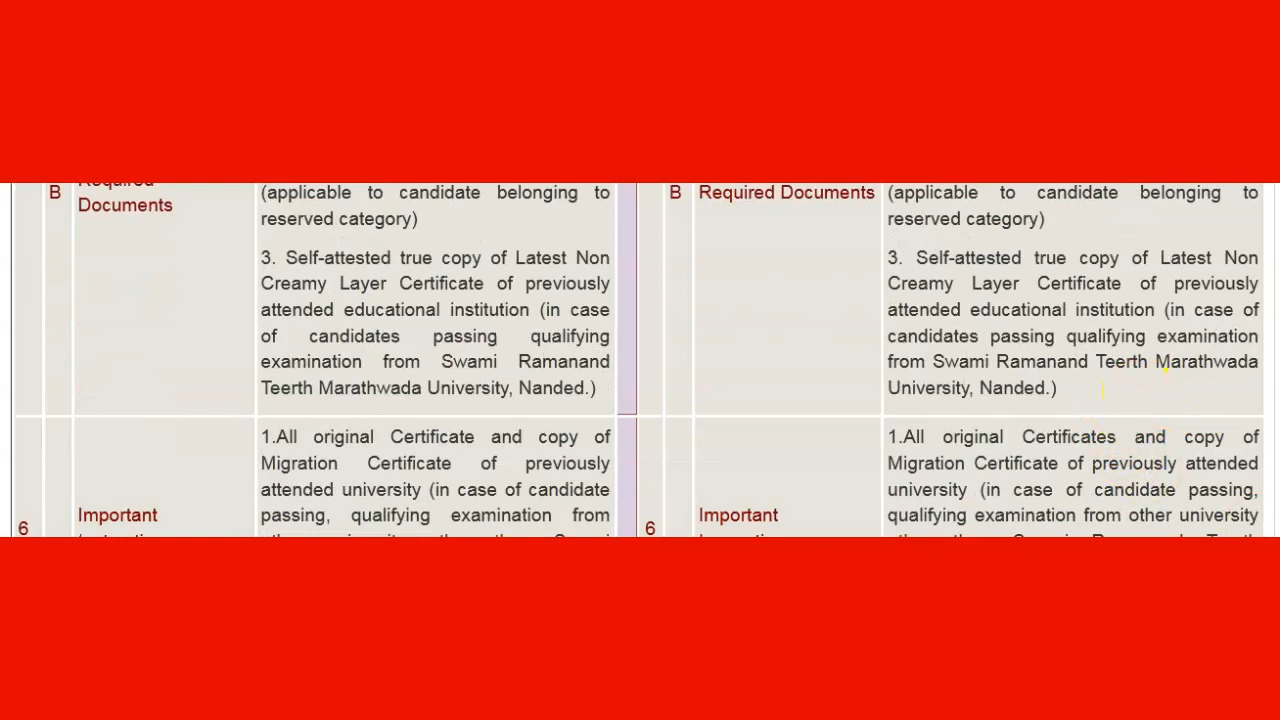 Required
B Documents
(applicable to candidate belonging to
reserved category)
3. Self-attested true copy of Latest Non
Creamy Layer Certificate of previously
attended educational institution (in case
of candidates passing qualifying
examination from Swami Ramanand
Teerth Marathwada University, Nanded.)
6
Important
1.All original Certificate and copy of
Migration Certificate of previously
attended university (in case of candidate
passing, qualifying examination from
B Required Documents
(applicable to candidate belonging to
reserved category)
3. Self-attested true copy of Latest Non
Creamy Layer Certificate of previously
attended educational institution (in case of
candidates passing qualifying examination
from Swami Ramanand Teerth Marathwada
University, Nanded.)
6
Important
1.All original Certificates and copy of
Migration Certificate of previously attended
university (in case of candidate passing,
qualifying examination from other university